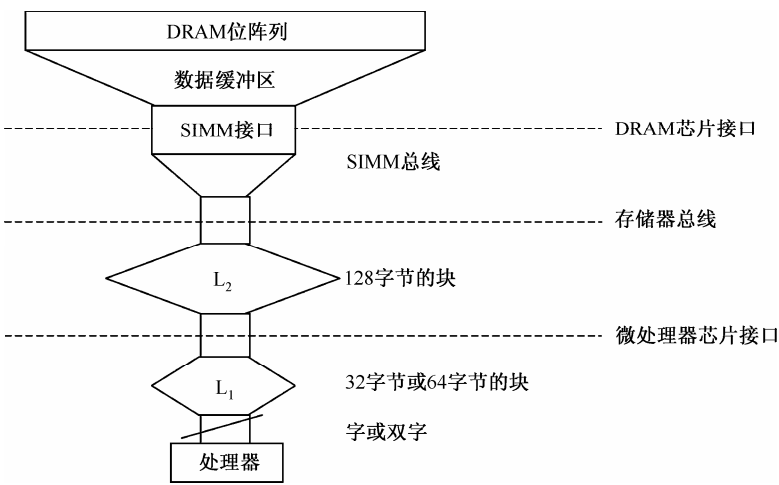 DRAM位阵列
数据缓冲区
SIMM接口
DRAM芯片接口
SIMM总线
存储器总线
L₂
128字节的块
微处理器芯片接口
L₁
32字节或64字节的块
字或双字
处理器